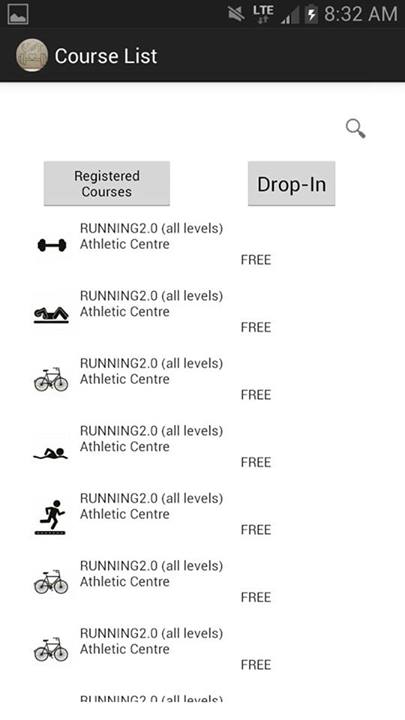 LTE 8:32 AM
Course List
Registered
Courses
Drop-In
RUNNING2.0 (all levels)
Athletic Centre
FREE
RUNNING2.0 (all levels)
Athletic Centre
FREE
RUNNING2.0 (all levels)
Athletic Centre
FREE
RUNNING2.0 (all levels)
Athletic Centre
FREE
RUNNING2.0 (all levels)
Athletic Centre
FREE
RUNNING2.0 (all levels)
Athletic Centre
FREE
RUNNING2.0 (all levels)
Athletic Centre
FREE
RUNNING2.0 (all levels)